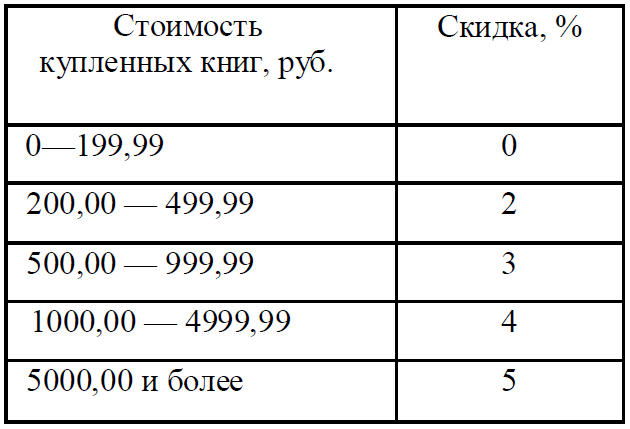 Стоимость
купленных книг, руб.
Скидка, %
0—199,99 0
200,00 — 499,99 2
500,00 — 999,99 3
1000,00 — 4999,99 4
5000,00 и более 5